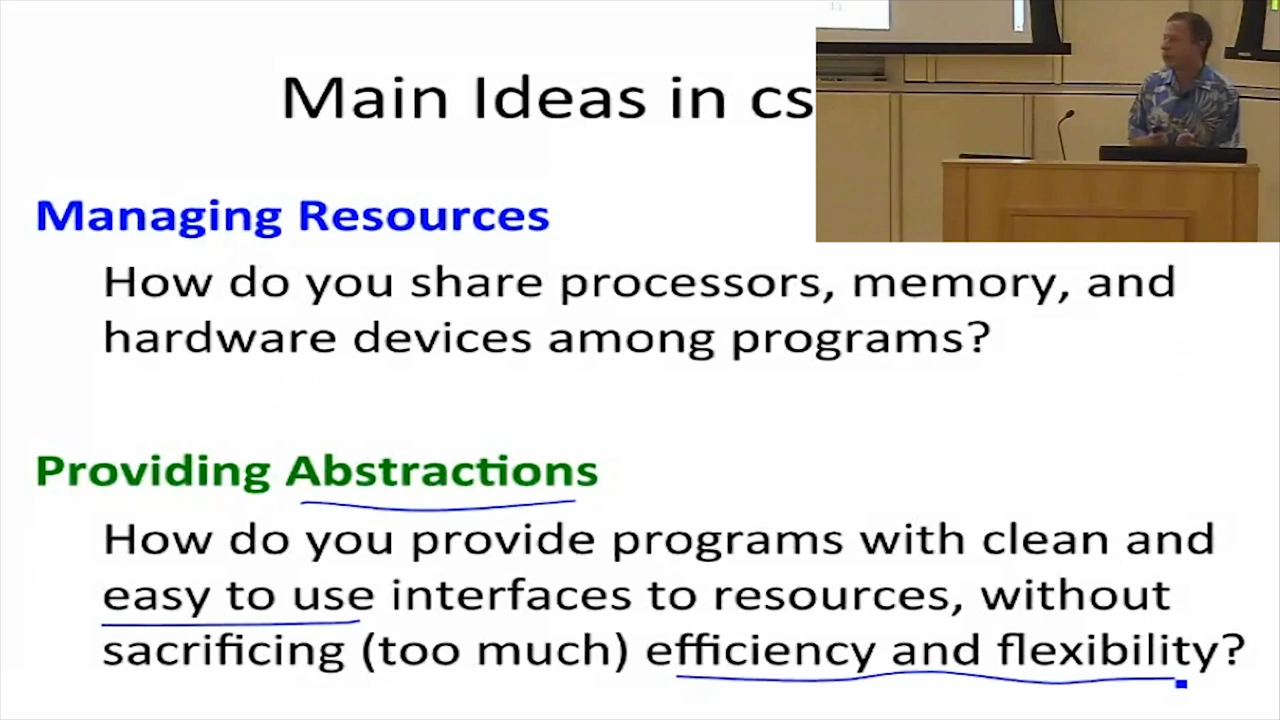 Main Ideas in cs
Managing Resources
How do you share processors, memory, and
hardware devices among programs?
Providing Abstractions
How do you provide programs with clean and
easy to use interfaces to resources, without
sacrificing (too much) efficiency and flexibility?